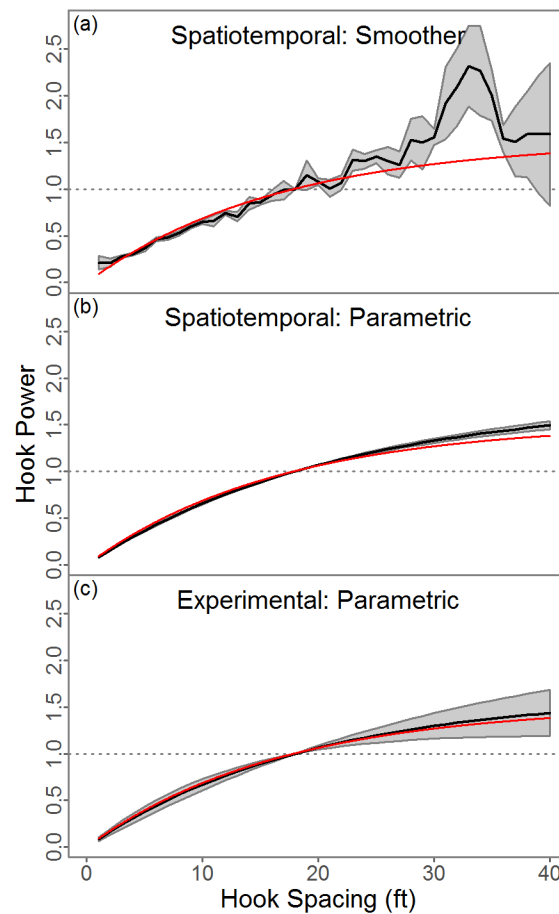 (a)
Spatiotemporal: Smoother
2.5
2.0
1.5
1.0
0.5
0.0
(b)
Spatiotemporal: Parametric
2.5
2.0
1.5
1.0
0.5
0.0
Hook Power
(c)
Experimental: Parametric
2.5
2.0
1.5
1.0
0.5
0.0
0 10 20 30 40
Hook Spacing (ft)